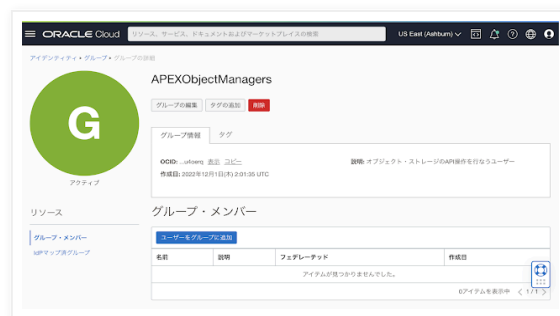 ORACLE Cloud リソース、サービス、ドキュメントおよびマーケットプレイスの検索 US East (Ashburn)
アイデンティティ › グループ › グループの詳細
APEXObjectManagers
グループの編集 タグの追加 削除
G
アクティブ
グループ情報 タグ
OCID: ...u4oerq 表示 コピー
説明: オブジェクト・ストレージのAPI操作を行なうユーザー
作成日: 2022年12月1日(木) 2:01:35 UTC
リソース
グループ・メンバー
IdPマップ済グループ
グループ・メンバー
ユーザーをグループに追加
名前 説明 フェデレーテッド 作成日
アイテムが見つかりませんでした。
0アイテムを表示中 < 1 / 1 >